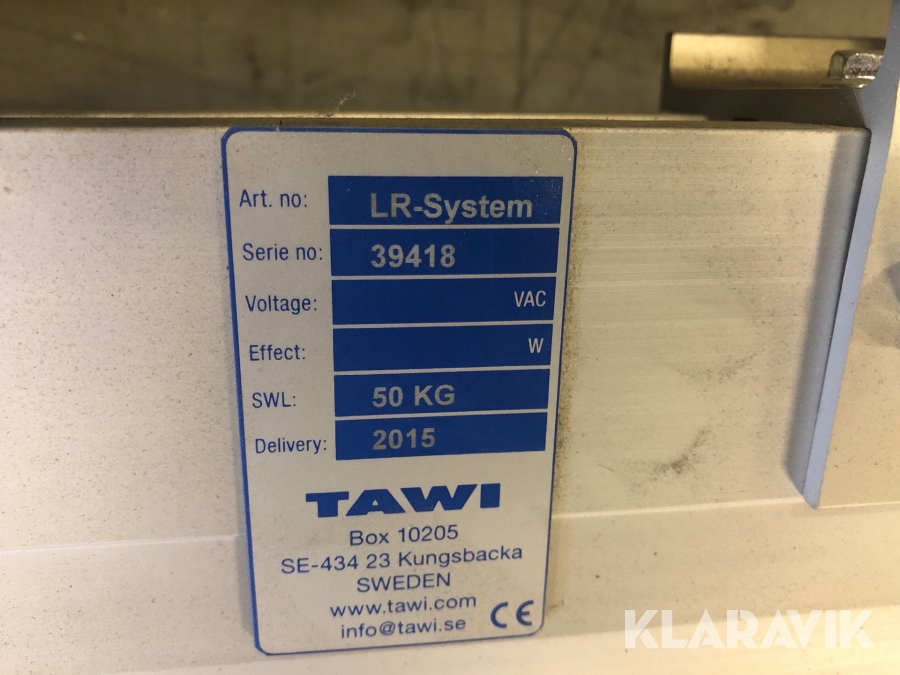 Art. no: LR-System
Serie no: 39418
Voltage: VAC
Effect: W
SWL: 50 KG
Delivery: 2015
TAWI
Box 10205
SE-434 23 Kungsbacka
SWEDEN
www.tawi.com
info@tawi.se CE
KLARAVIK